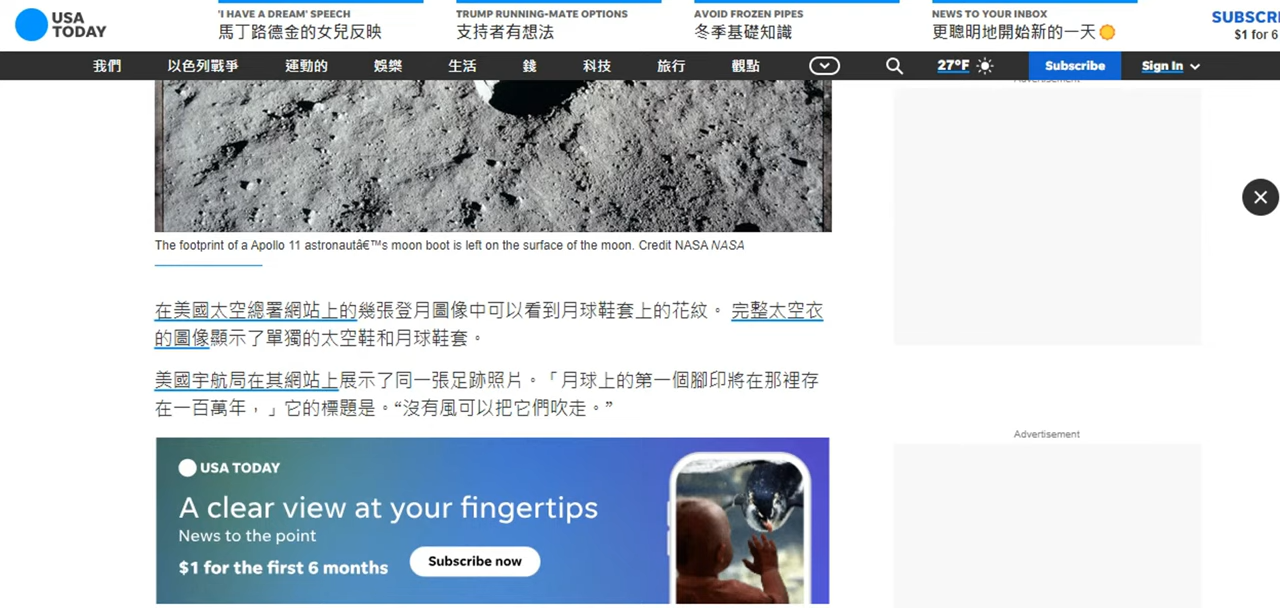 USA
TODAY
'I HAVE A DREAM' SPEECH
馬丁路德金的女兒反映
TRUMP RUNNING-MATE OPTIONS
支持者有想法
AVOID FROZEN PIPES
冬季基礎知識
NEWS TO YOUR INBOX
更聰明地開始新的一天
SUBSCRI
$1 for 6
我們 以色列戰爭 運動的 娛樂 生活 錢 科技 旅行 觀點 27°F Subscribe Sign In
The footprint of a Apollo 11 astronautâ€™s moon boot is left on the surface of the moon. Credit NASA NASA
在美國太空總署網站上的幾張登月圖像中可以看到月球鞋套上的花紋。 完整太空衣
的圖像顯示了單獨的太空鞋和月球鞋套。
美國宇航局在其網站上展示了同一張足跡照片。「月球上的第一個腳印將在那裡存
在一百萬年，」它的標題是。“沒有風可以把它們吹走。”
USA TODAY
A clear view at your fingertips
News to the point
$1 for the first 6 months
Subscribe now
Advertisement
Advertisement